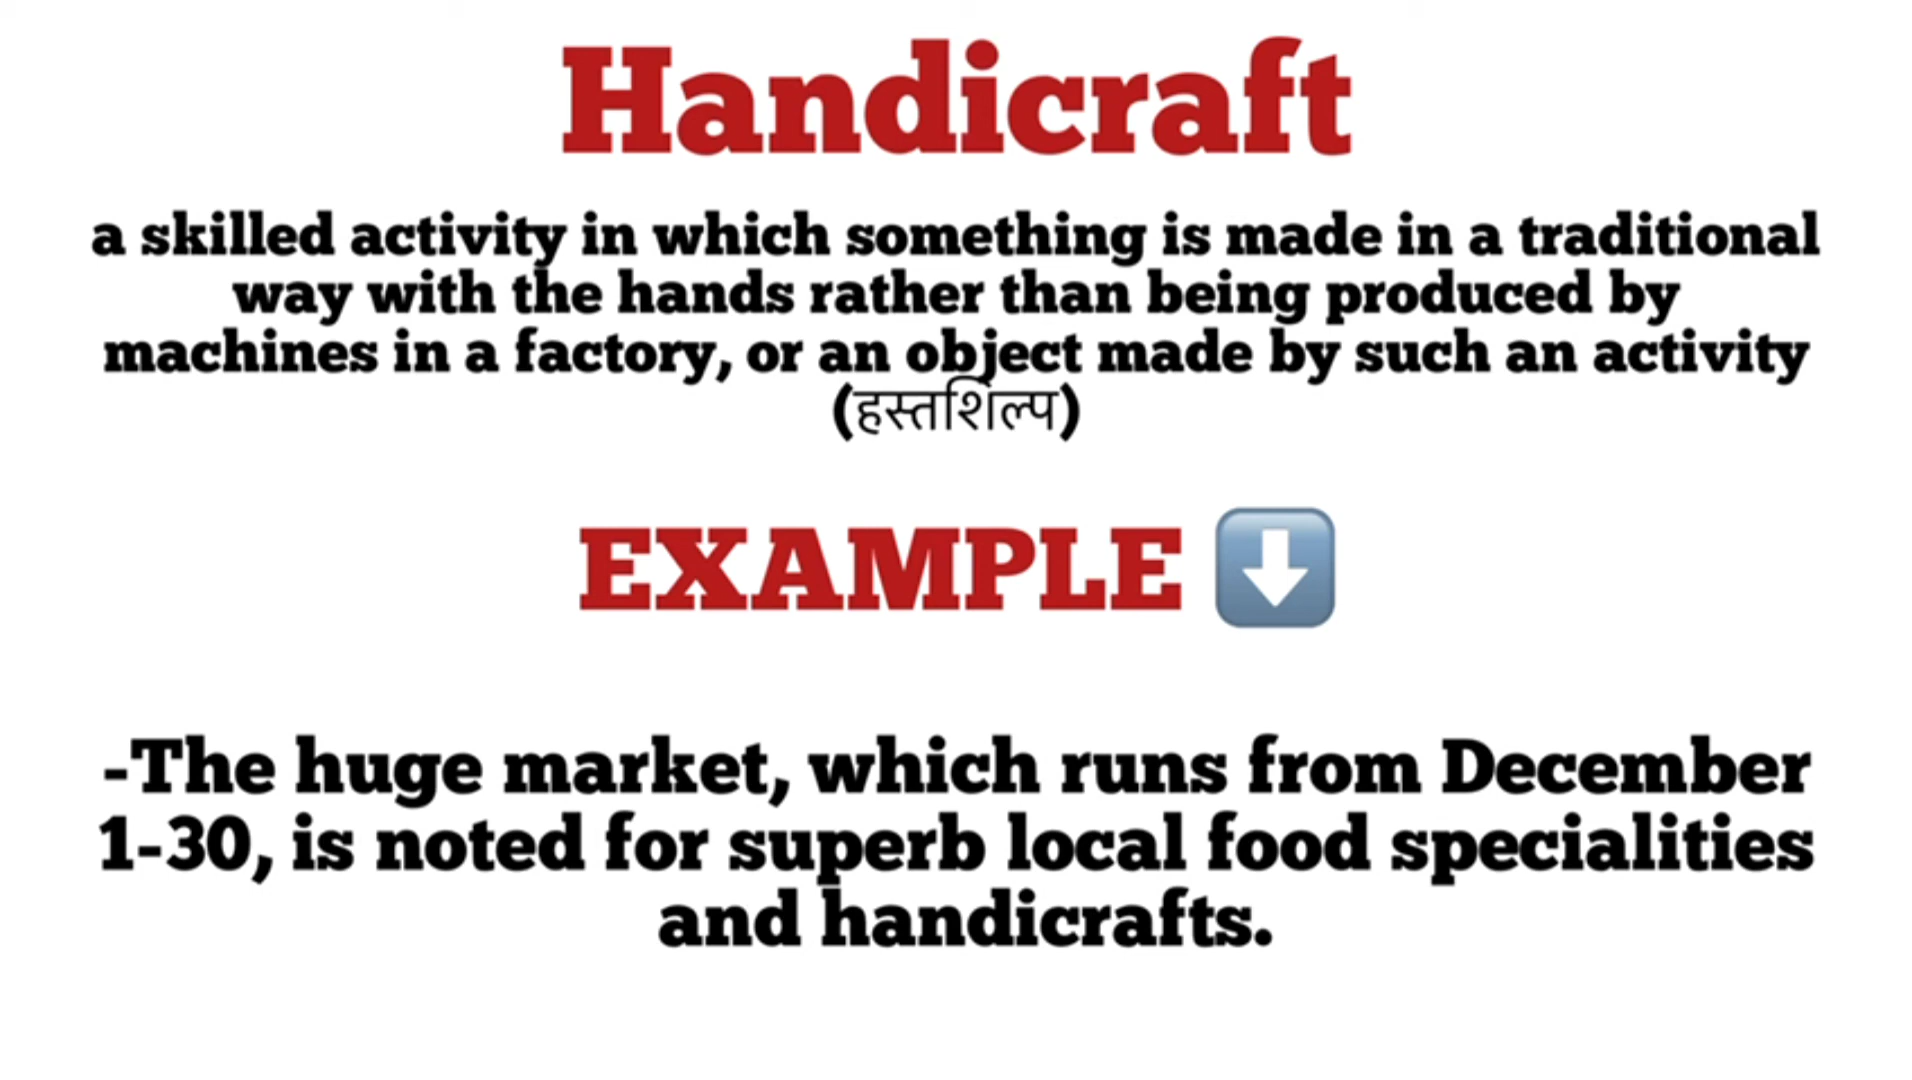 Handicraft
a skilled activity in which something is made in a traditional
way with the hands rather than being produced by
machines in a factory, or an object made by such an activity
(हस्तशिल्प)
EXAMPLE ⬇️
-The huge market, which runs from December
1-30, is noted for superb local food specialities
and handicrafts.